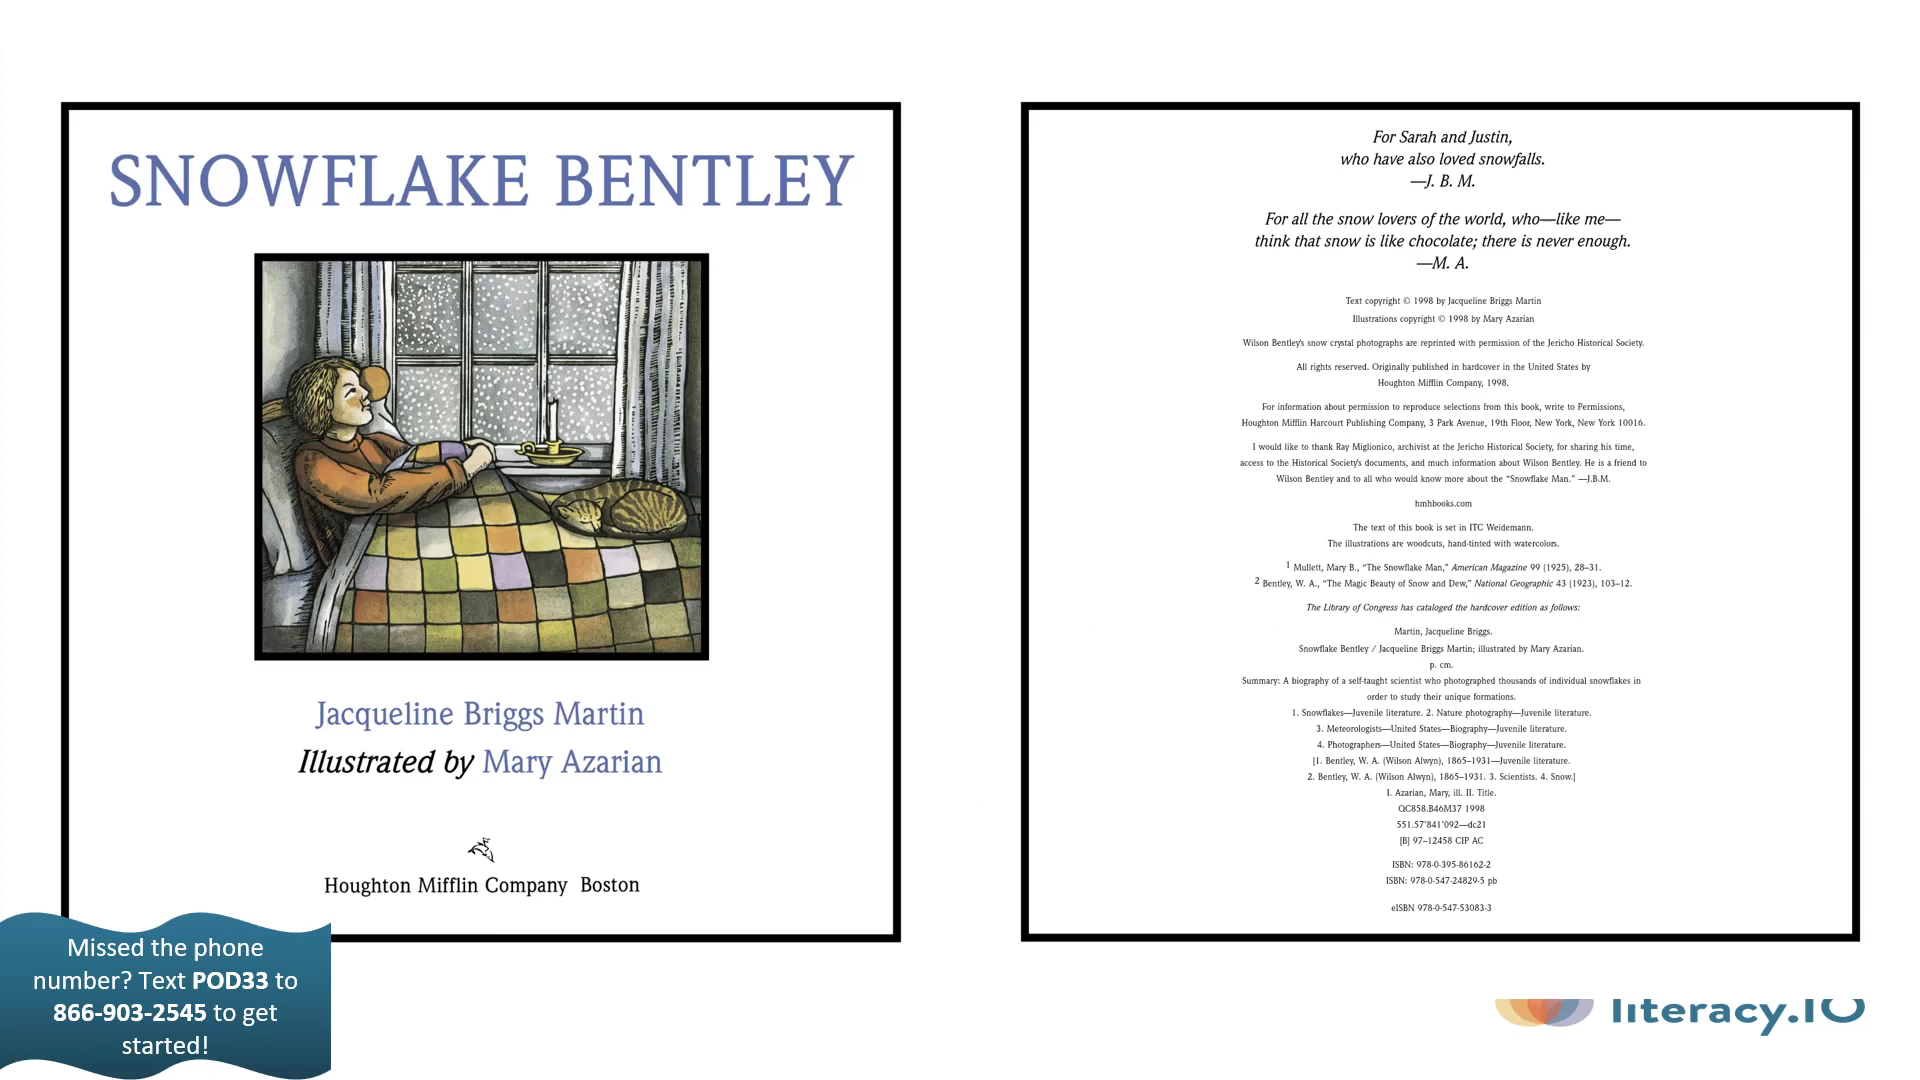 SNOWFLAKE BENTLEY
Jacqueline Briggs Martin
Illustrated by Mary Azarian
Houghton Mifflin Company Boston
For Sarah and Justin,
who have also loved snowfalls.
—J. B. M.
For all the snow lovers of the world, who—like me—
think that snow is like chocolate; there is never enough.
—M. A.
Text copyright © 1998 by Jacqueline Briggs Martin
Illustrations copyright © 1998 by Mary Azarian
Wilson Bentley's snow crystal photographs are reprinted with permission of the Jericho Historical Society.
All rights reserved. Originally published in hardcover in the United States by
Houghton Mifflin Company, 1998.
For information about permission to reproduce selections from this book, write to Permissions,
Houghton Mifflin Harcourt Publishing Company, 3 Park Avenue, 19th Floor, New York, New York 10016.
I would like to thank Ray Miglionico, archivist at the Jericho Historical Society, for sharing his time,
access to the Historical Society's documents, and much information about Wilson Bentley. He is a friend to
Wilson Bentley and to all who would know more about the “Snowflake Man.” —J.B.M.
hmhbooks.com
The text of this book is set in ITC Weidemann.
The illustrations are woodcuts, hand-tinted with watercolors.
1 Mullett, Mary B., “The Snowflake Man,” American Magazine 99 (1925), 28–31.
2 Bentley, W. A., “The Magic Beauty of Snow and Dew,” National Geographic 43 (1923), 103–12.
The Library of Congress has cataloged the hardcover edition as follows:
Martin, Jacqueline Briggs.
Snowflake Bentley / Jacqueline Briggs Martin; illustrated by Mary Azarian.
p. cm.
Summary: A biography of a self-taught scientist who photographed thousands of individual snowflakes in
order to study their unique formations.
1. Snowflakes—Juvenile literature. 2. Nature photography—Juvenile literature.
3. Meteorologists—United States—Biography—Juvenile literature.
4. Photographers—United States—Biography—Juvenile literature.
[1. Bentley, W. A. (Wilson Alwyn), 1865–1931—Juvenile literature.
2. Bentley, W. A. (Wilson Alwyn), 1865–1931. 3. Scientists. 4. Snow.]
I. Azarian, Mary, ill. II. Title.
QC858.B46M37 1998
551.57'841'092—dc21
[B] 97–12458 CIP AC
ISBN: 978-0-395-86162-2
ISBN: 978-0-547-24829-5 pb
eISBN 978-0-547-53083-3
Missed the phone
number? Text POD33 to
866-903-2545 to get
started!
literacy.IO